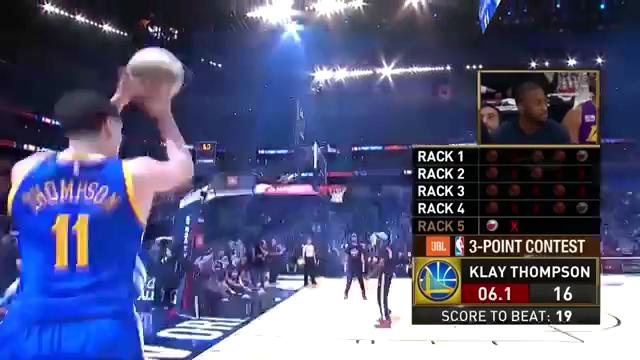 THOMPSON
11
RACK 1
RACK 2
RACK 3
RACK 4
RACK 5
X
JBL 3-POINT CONTEST
KLAY THOMPSON
06.1 16
SCORE TO BEAT: 19